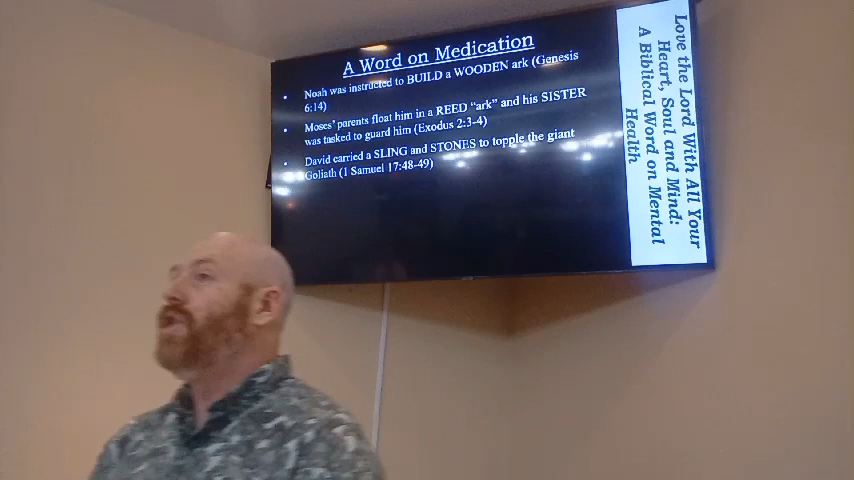 A Word on Medication
Noah was instructed to BUILD a WOODEN ark (Genesis
6:14)
Moses' parents float him in a REED "ark" and his SISTER
was tasked to guard him (Exodus 2:3-4)
David carried a SLING and STONES to topple the giant
Goliath (1 Samuel 17:48-49)
Love the Lord With All Your
Heart, Soul and Mind:
A Biblical Word on Mental
Health